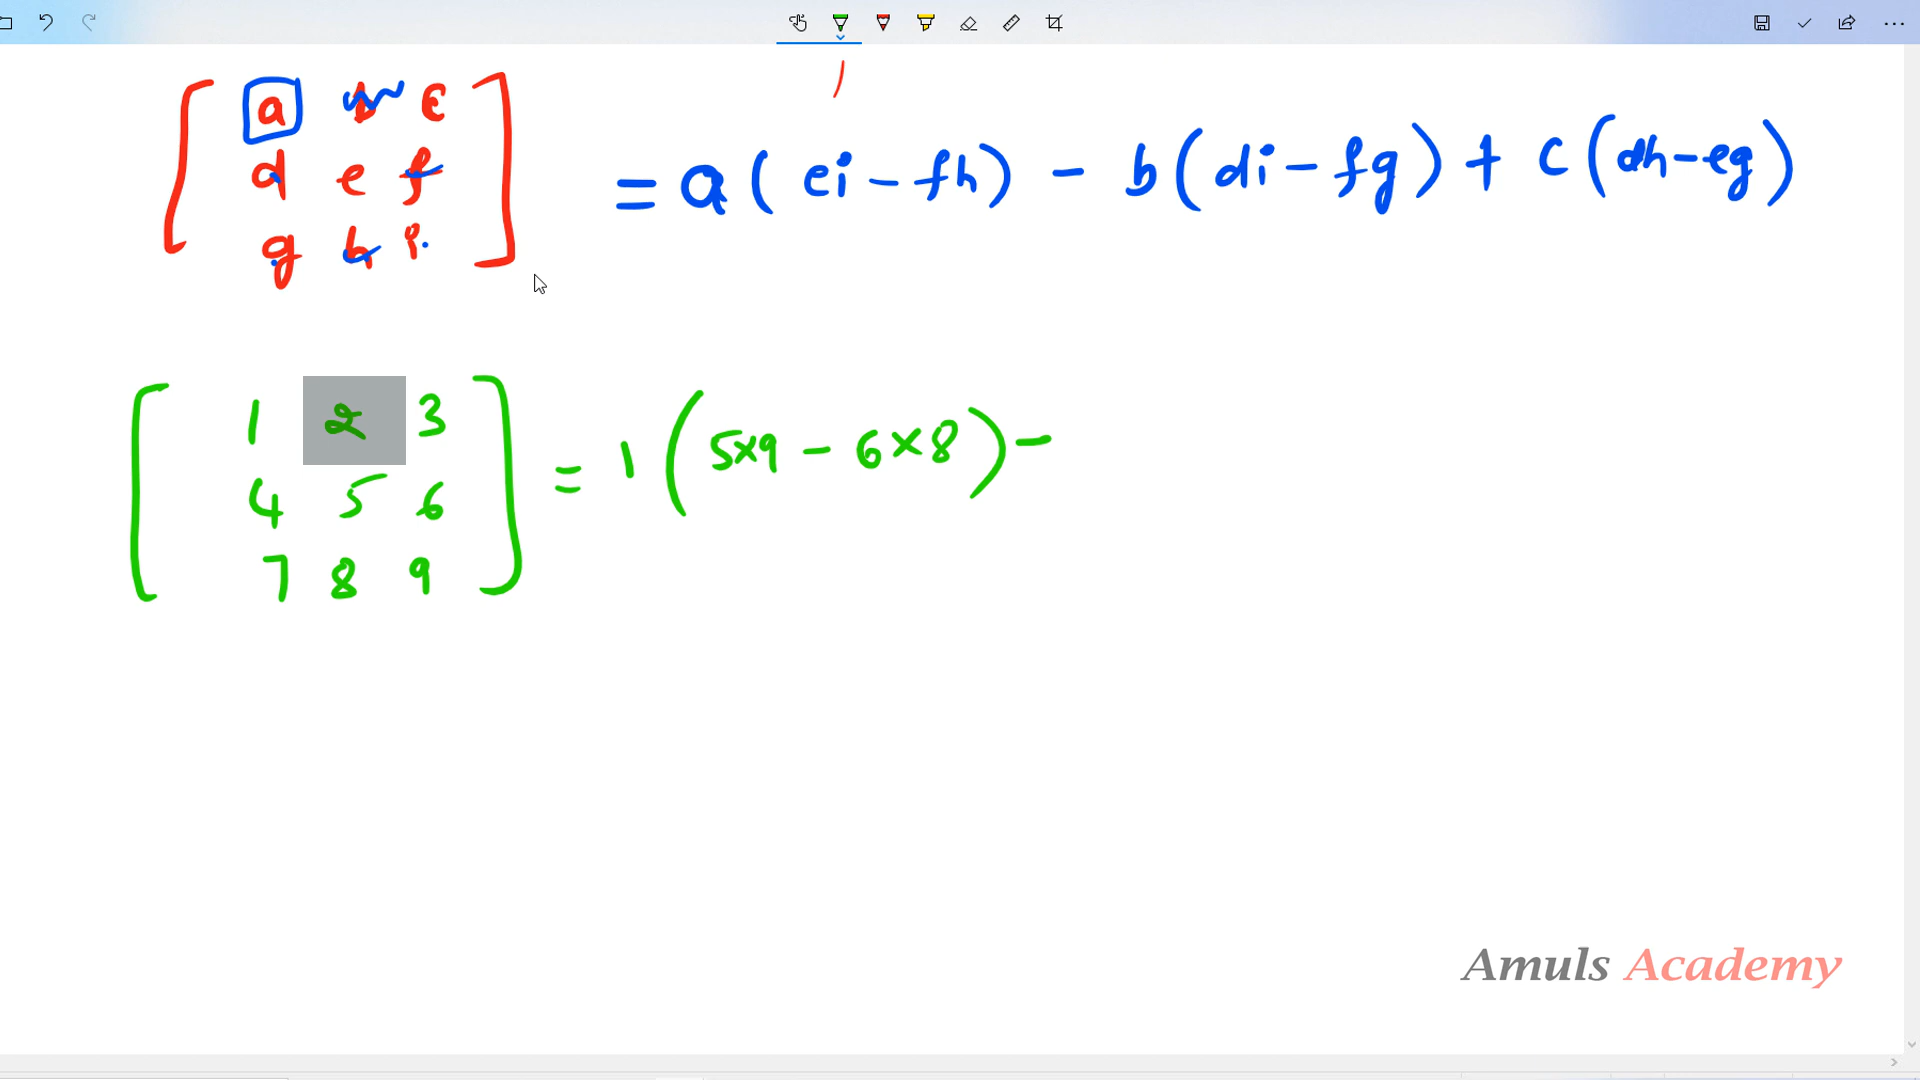 [ a b c
d e f
g h i ] = a ( ei - fh ) - b ( di - fg ) + c ( dh - eg )
[ 1 2 3
4 5 6
7 8 9 ] = 1 ( 5×9 - 6×8 ) -
Amuls Academy